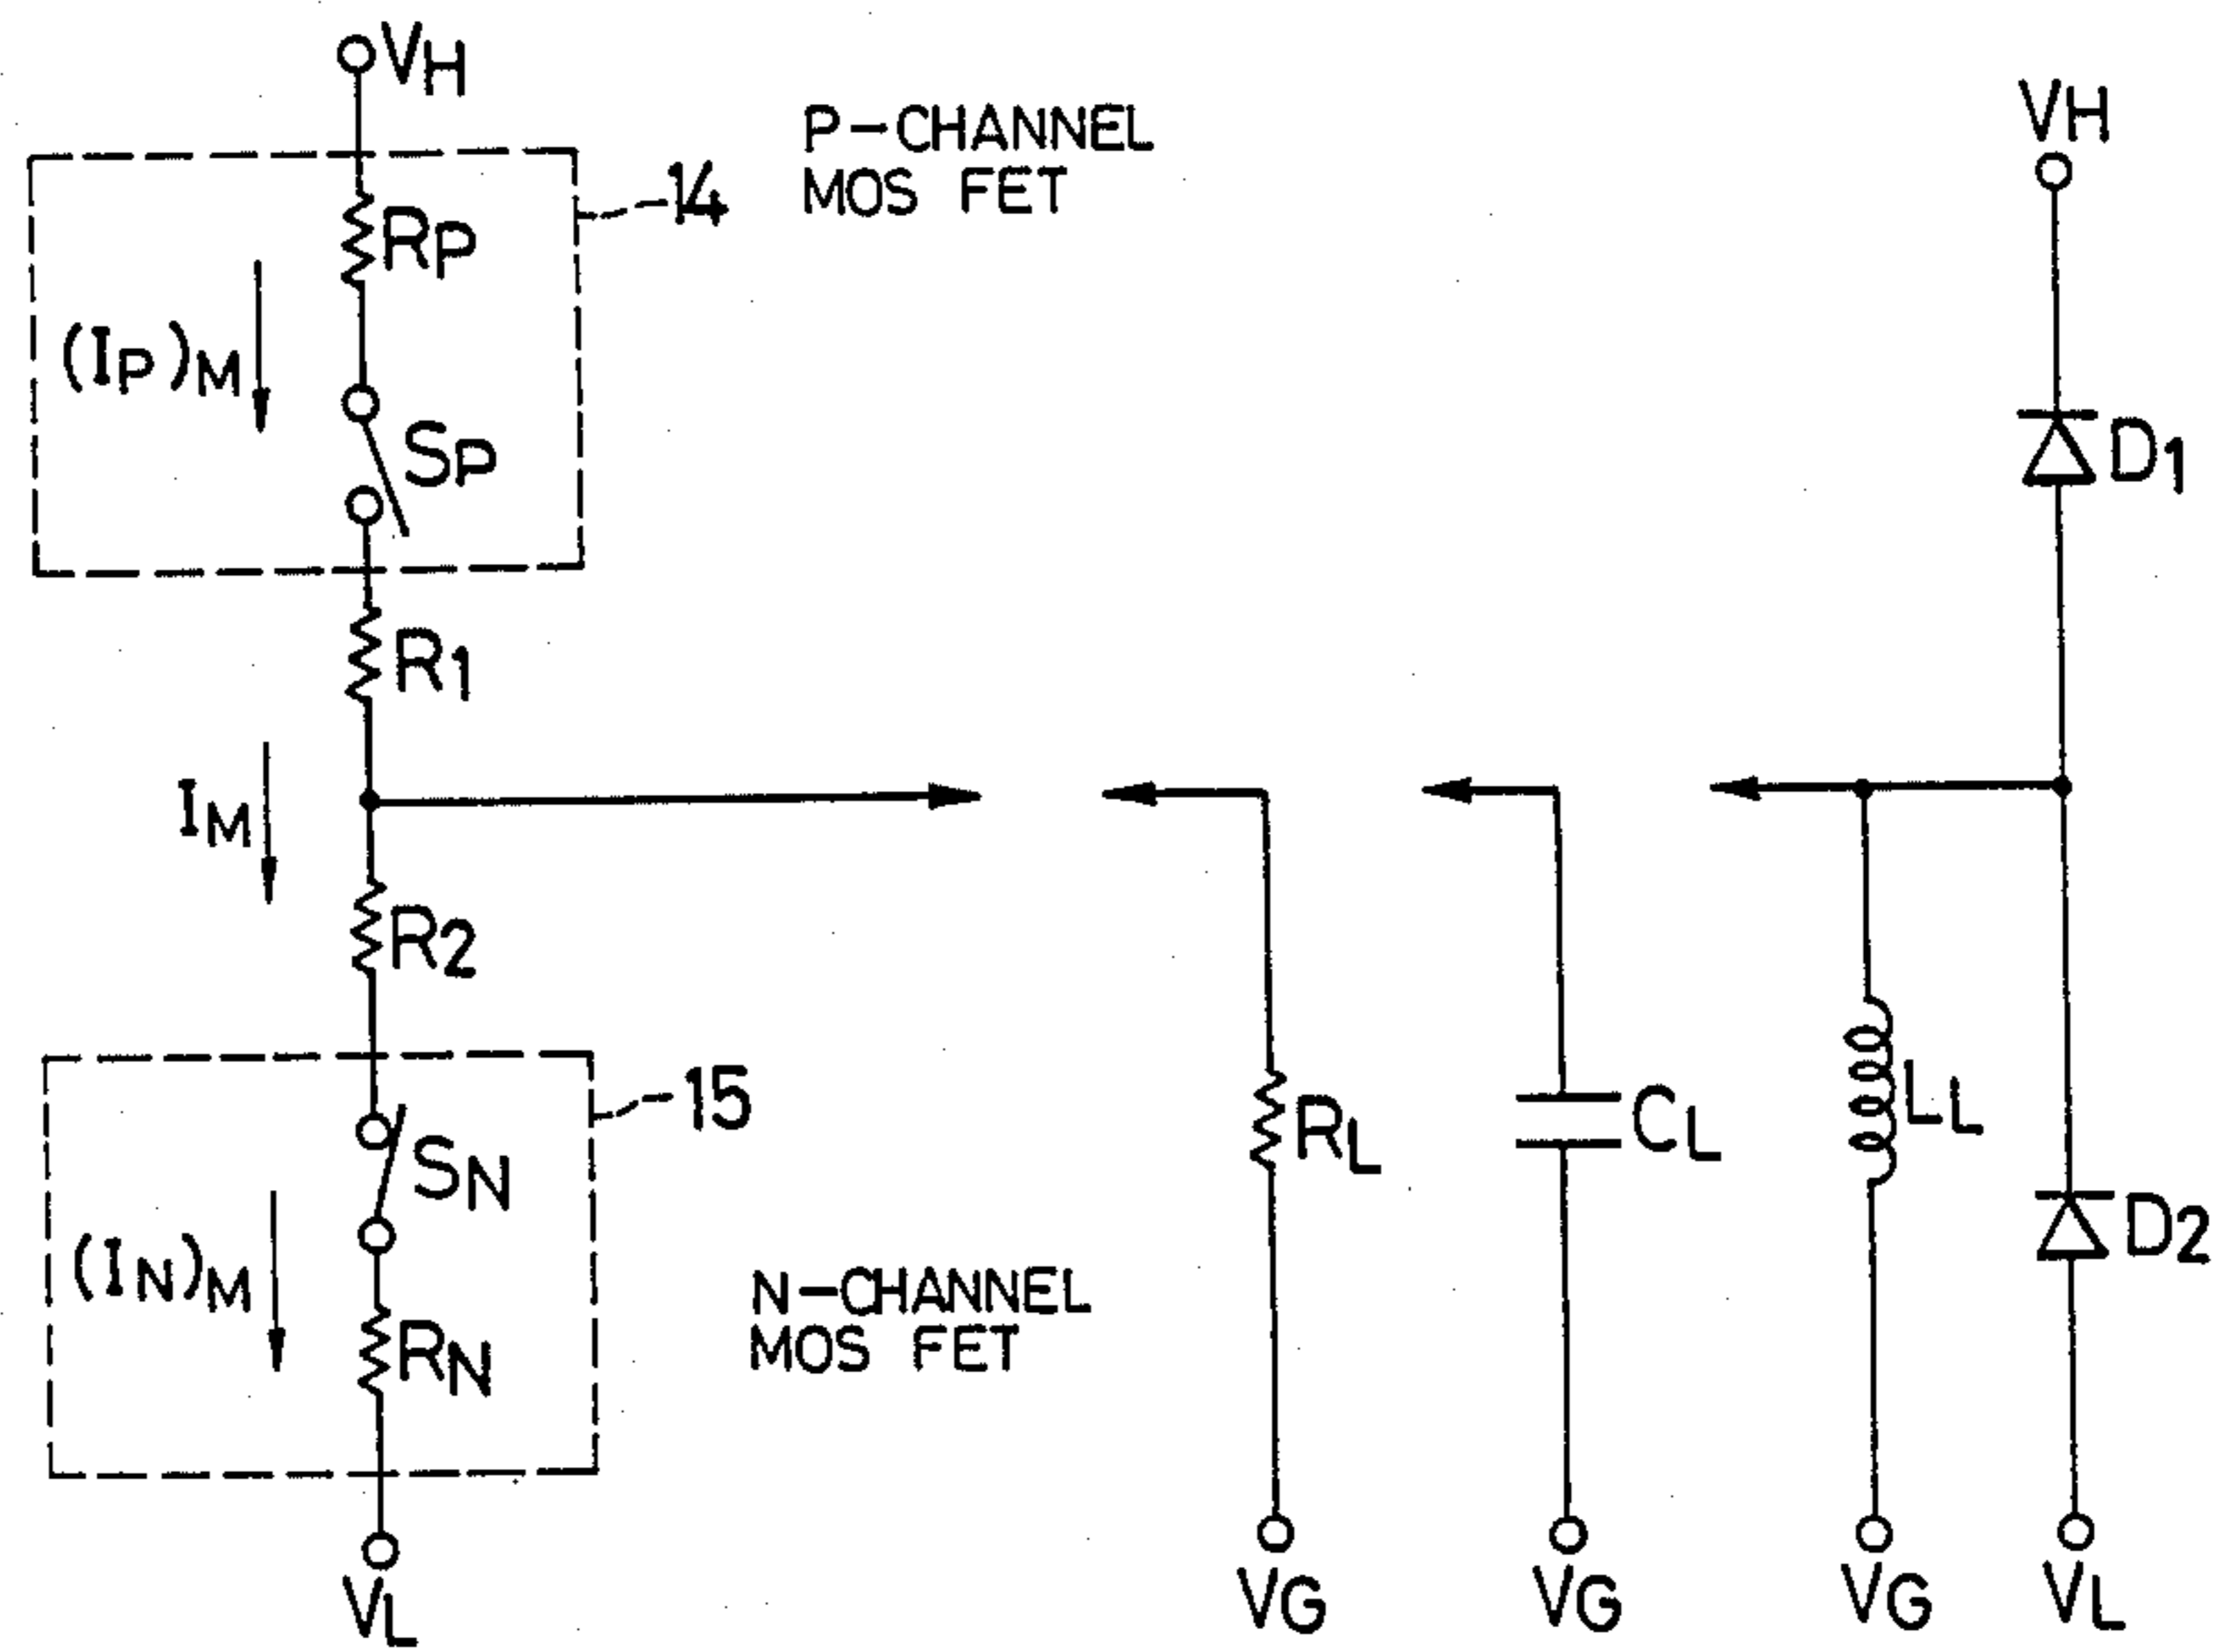 VH
P-CHANNEL
MOS FET
14
RP
(IP)M
SP
R1
IM
R2
15
SN
(IN)M
RN
N-CHANNEL
MOS FET
VL
RL
VG
CL
VG
LL
VG
VH
D1
D2
VL